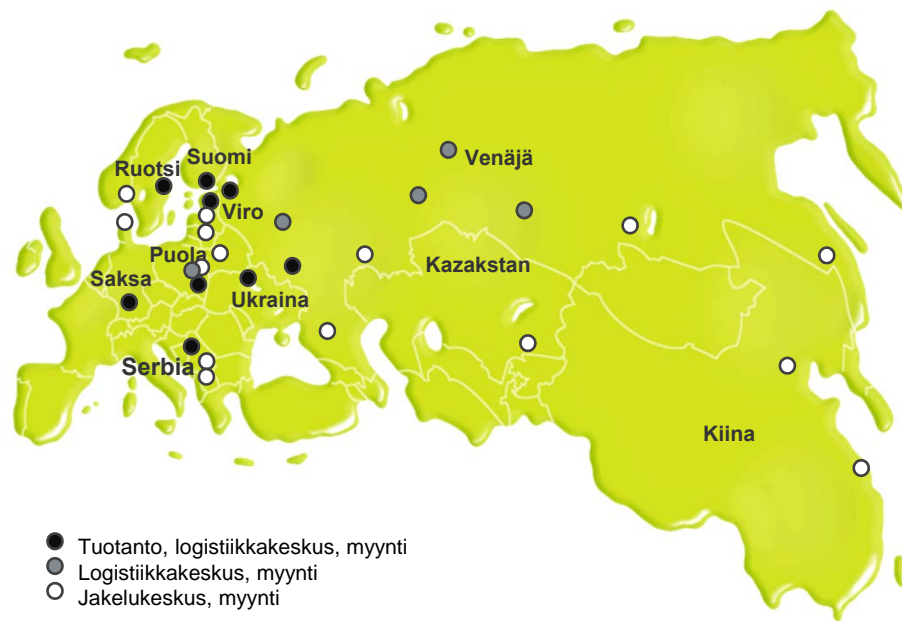 Suomi
Ruotsi
Venäjä
Viro
Puola
Kazakstan
Saksa
Ukraina
Serbia
Kiina
Tuotanto, logistiikkakeskus, myynti
Logistiikkakeskus, myynti
Jakelukeskus, myynti